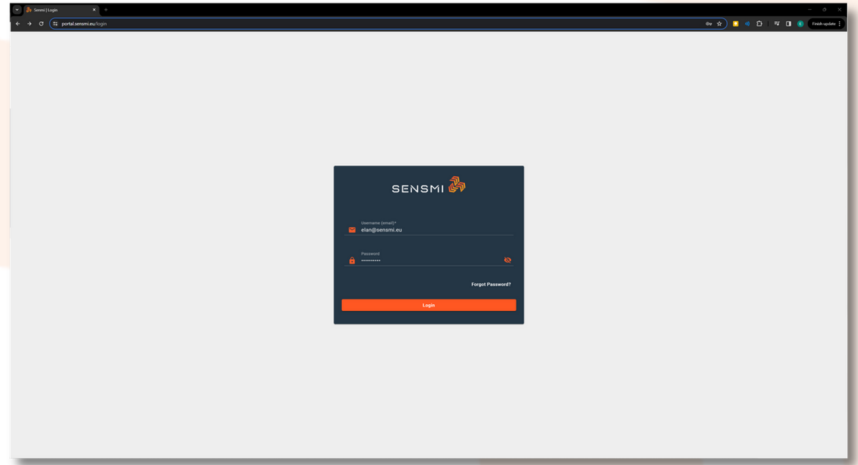 Sensmi | Login
portal.sensmi.eu/login
Finish update
SENSMI
Username (email)*
elan@sensmi.eu
Password
••••••••••
Forgot Password?
Login